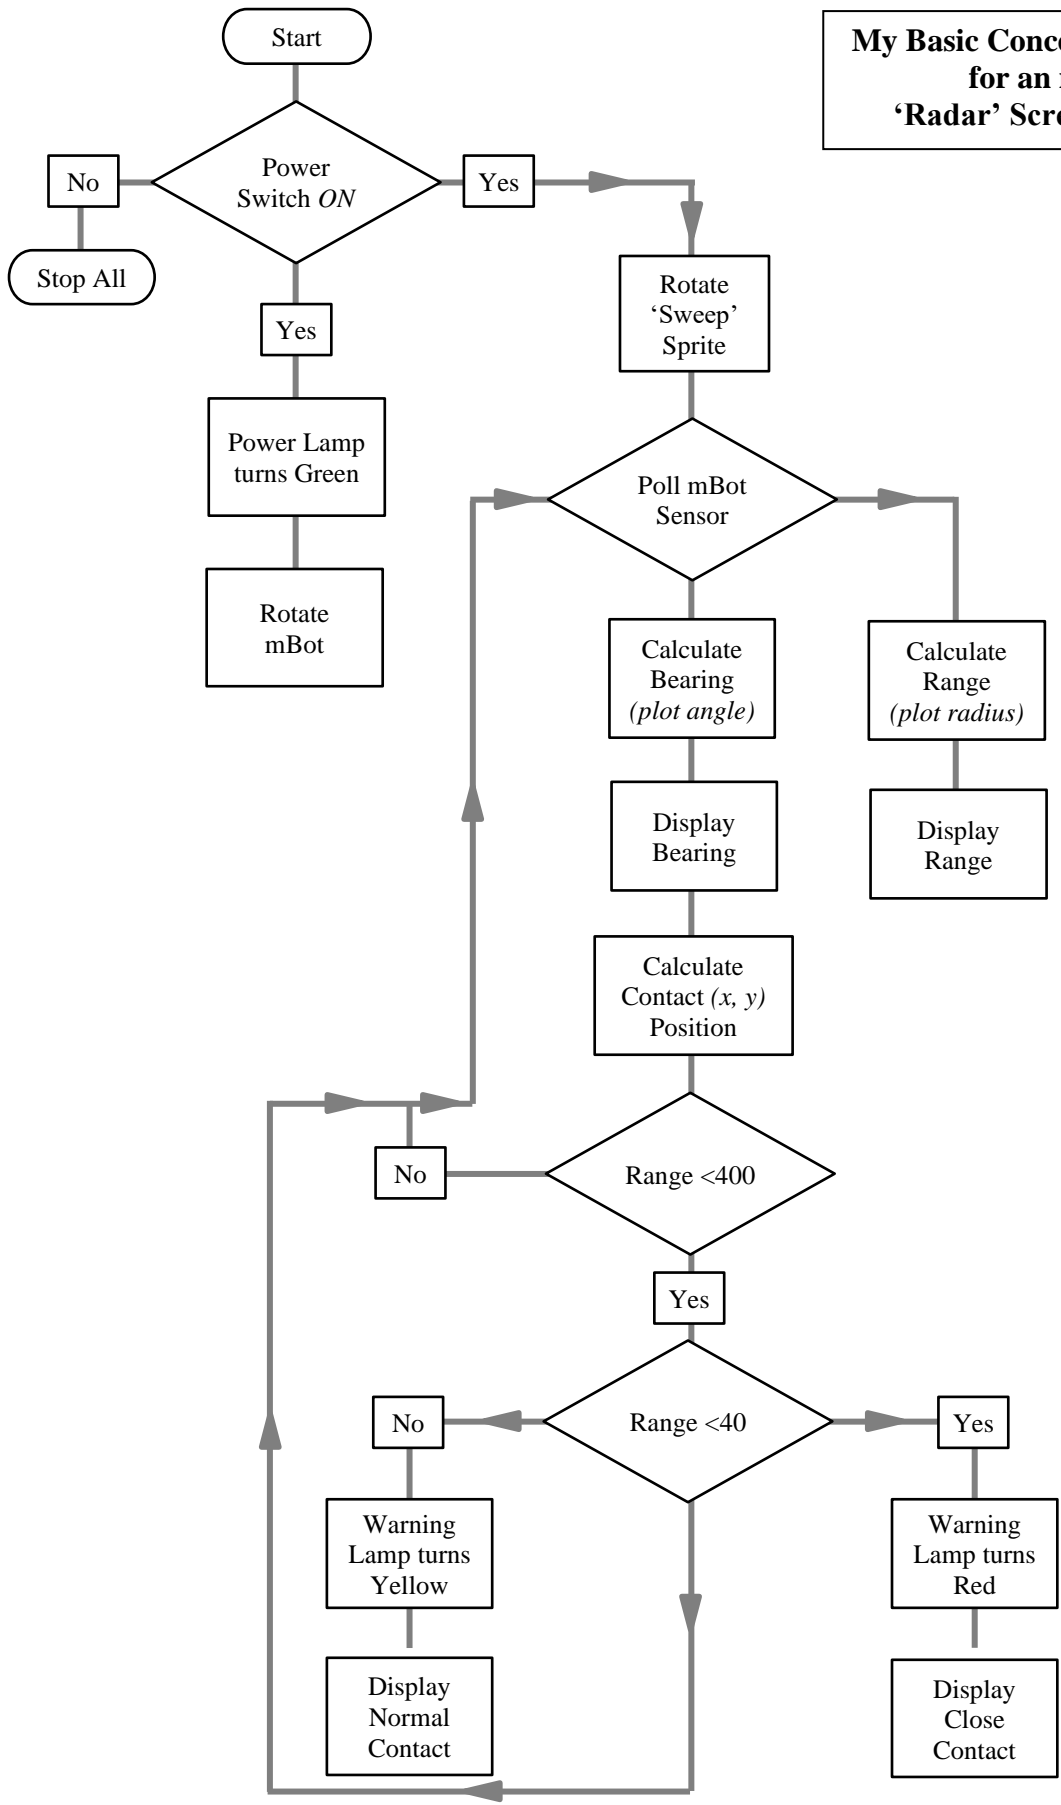 Start
My Basic Conce
for an
‘Radar’ Scre
Power
Switch ON
No
Yes
Stop All
Yes
Rotate
‘Sweep’
Sprite
Power Lamp
turns Green
Poll mBot
Sensor
Rotate
mBot
Calculate
Bearing
(plot angle)
Calculate
Range
(plot radius)
Display
Bearing
Display
Range
Calculate
Contact (x, y)
Position
Range <400
No
Yes
Range <40
No
Yes
Warning
Lamp turns
Yellow
Warning
Lamp turns
Red
Display
Normal
Contact
Display
Close
Contact